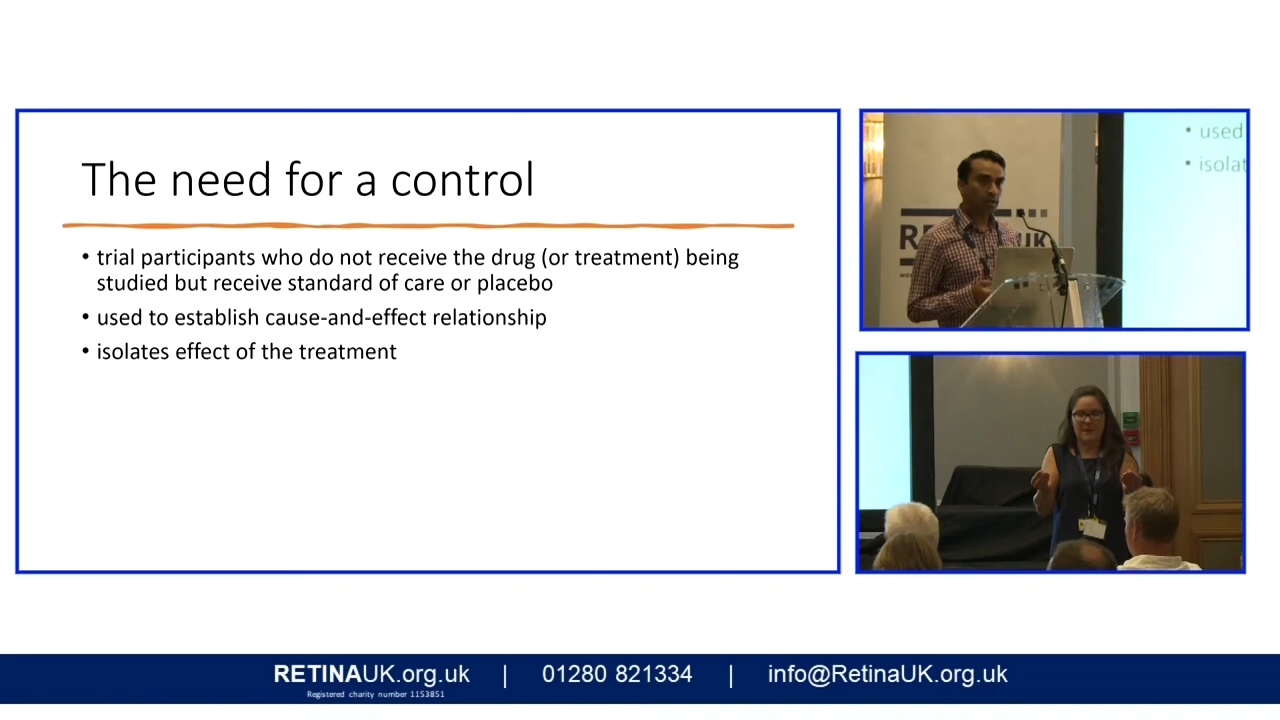 The need for a control
• trial participants who do not receive the drug (or treatment) being
studied but receive standard of care or placebo
• used to establish cause-and-effect relationship
• isolates effect of the treatment
• used
• isolat
UK
RETINAUK.org.uk | 01280 821334 | info@RetinaUK.org.uk
Registered charity number 1153851